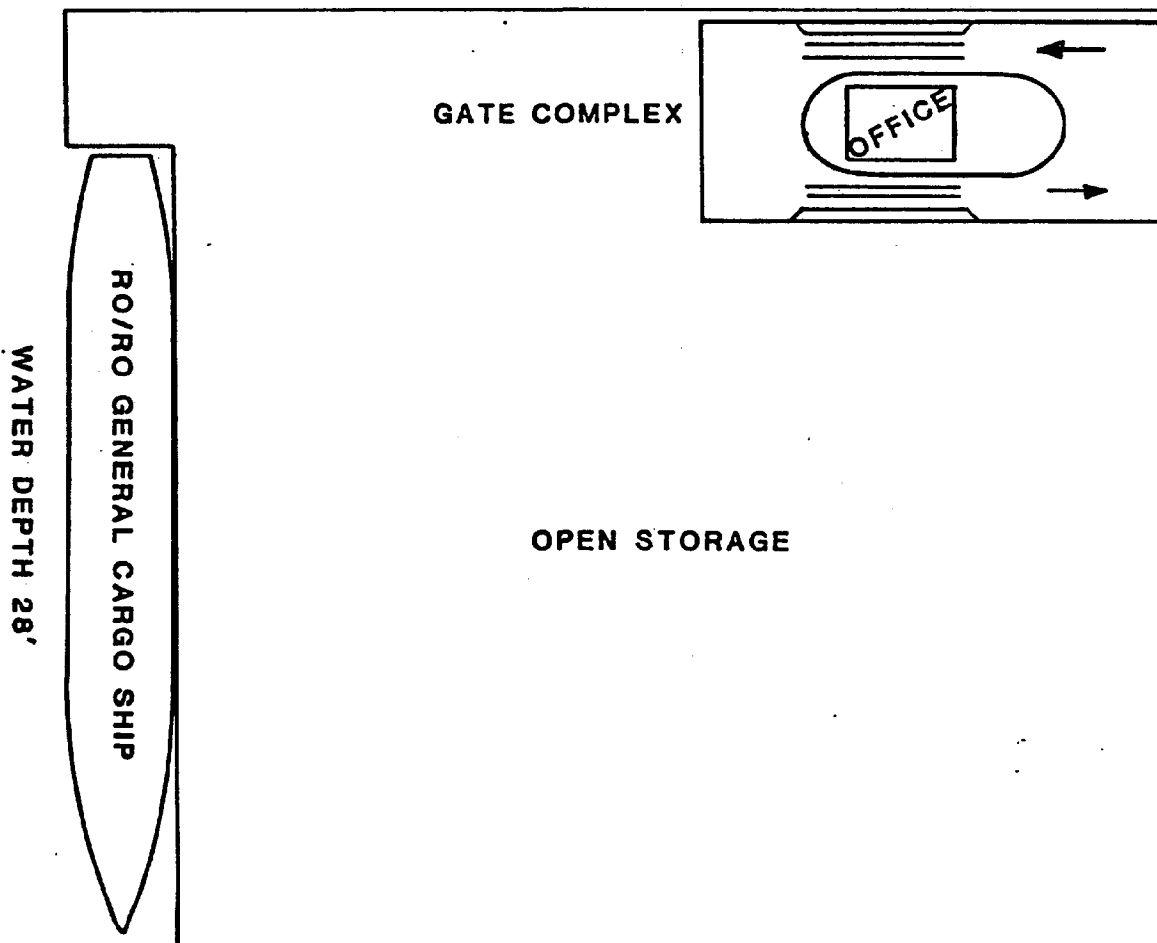 GATE COMPLEX
OFFICE
RO/RO GENERAL CARGO SHIP
WATER DEPTH 28'
OPEN STORAGE